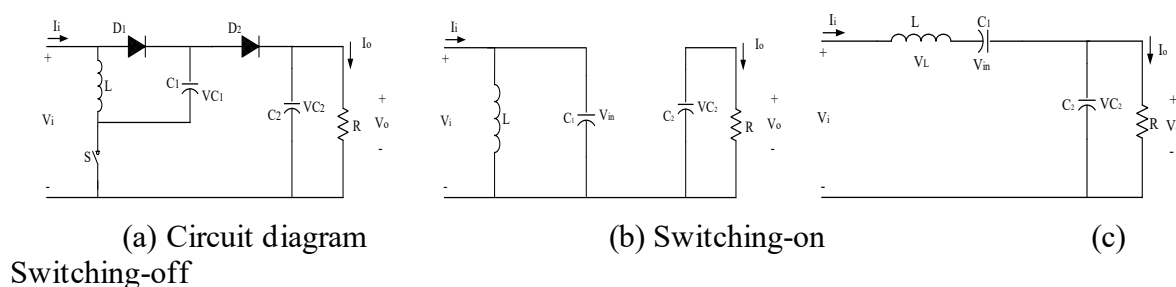 Ii D1 D2 Io
+ L C1 VC1 +
Vi C2 VC2 R Vo
S -
-
Ii Io
+ +
Vi L C1 Vin C2 VC2 R Vo
- -
Ii L C1 Io
+ VL Vin +
Vi C2 VC2 R V
- -
(a) Circuit diagram (b) Switching-on (c)
Switching-off